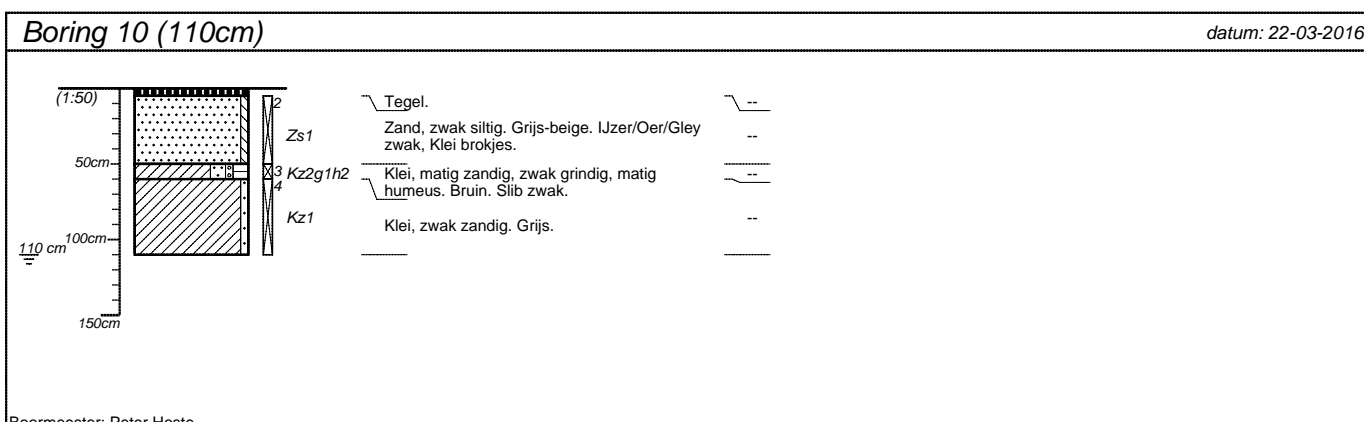 Boring 10 (110cm)
datum: 22-03-2016
(1:50)
2
Tegel.
--
Zs1
Zand, zwak siltig. Grijs-beige. IJzer/Oer/Gley
zwak, Klei brokjes.
--
50cm
3
Kz2g1h2
Klei, matig zandig, zwak grindig, matig
humeus. Bruin. Slib zwak.
--
4
Kz1
Klei, zwak zandig. Grijs.
--
100cm
110 cm
150cm